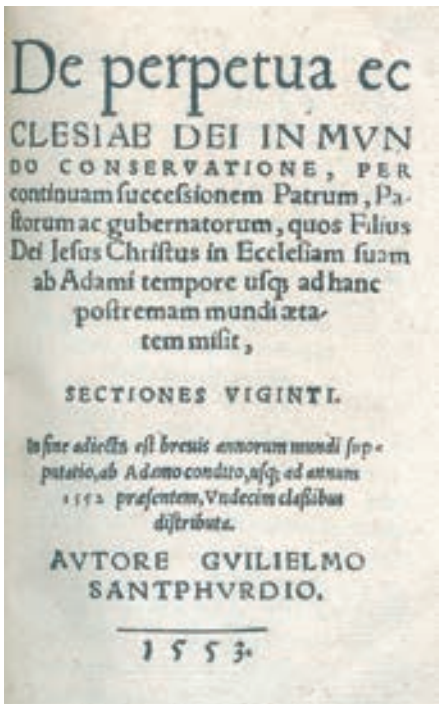 De perpetua ec
CLESIAE DEI IN MVN
DO CONSERVATIONE, PER
continuam ſucceſsionem Patrum, Pa-
ſtorum ac gubernatorum, quos Filius
Dei Ieſus Chriſtus in Eccleſiam ſuam
ab Adami tempore uſq; ad hanc
poſtremam mundi æta-
tem miſit,
SECTIONES VIGINTI.
In fine adiecta eſt breuis annorum mundi ſup-
putatio, ab Adamo condito, uſq; ad annum
1552 præſentem, Vndecim claſsibus
diſtributa.
AVTORE GVILIELMO
SANTPHVRDIO.
1553.